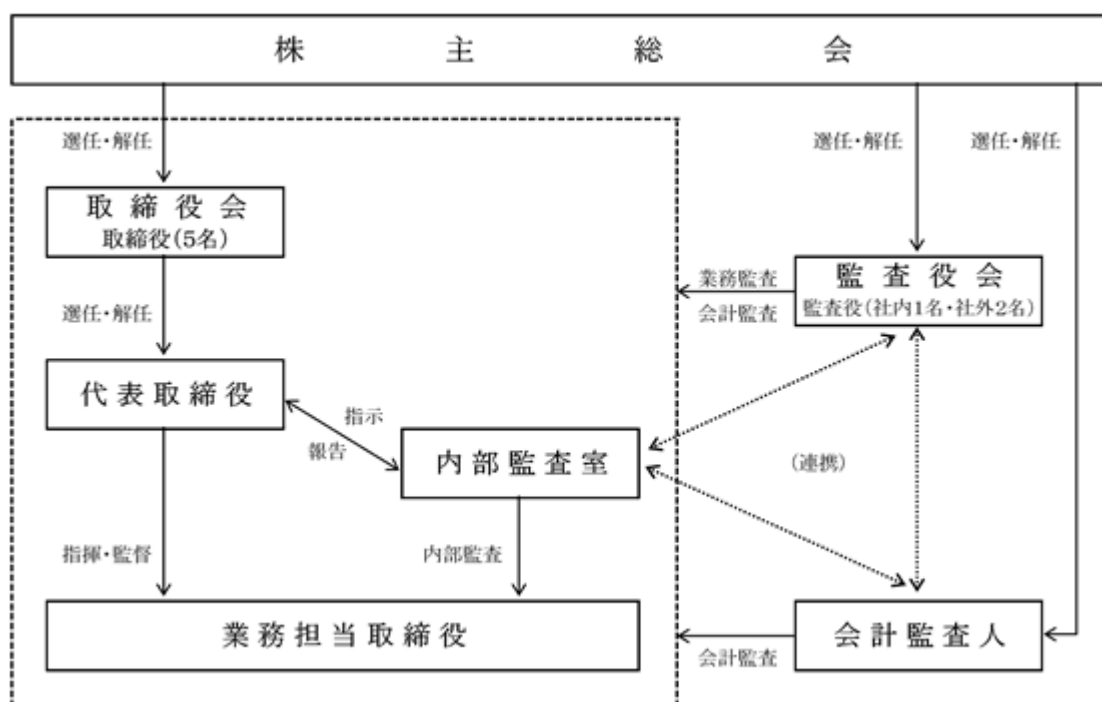 株主総会
選任・解任
選任・解任
選任・解任
取締役会
取締役(5名)
業務監査
会計監査
監査役会
監査役(社内1名・社外2名)
選任・解任
代表取締役
指示
報告
内部監査室
(連携)
指揮・監督
内部監査
業務担当取締役
会計監査
会計監査人